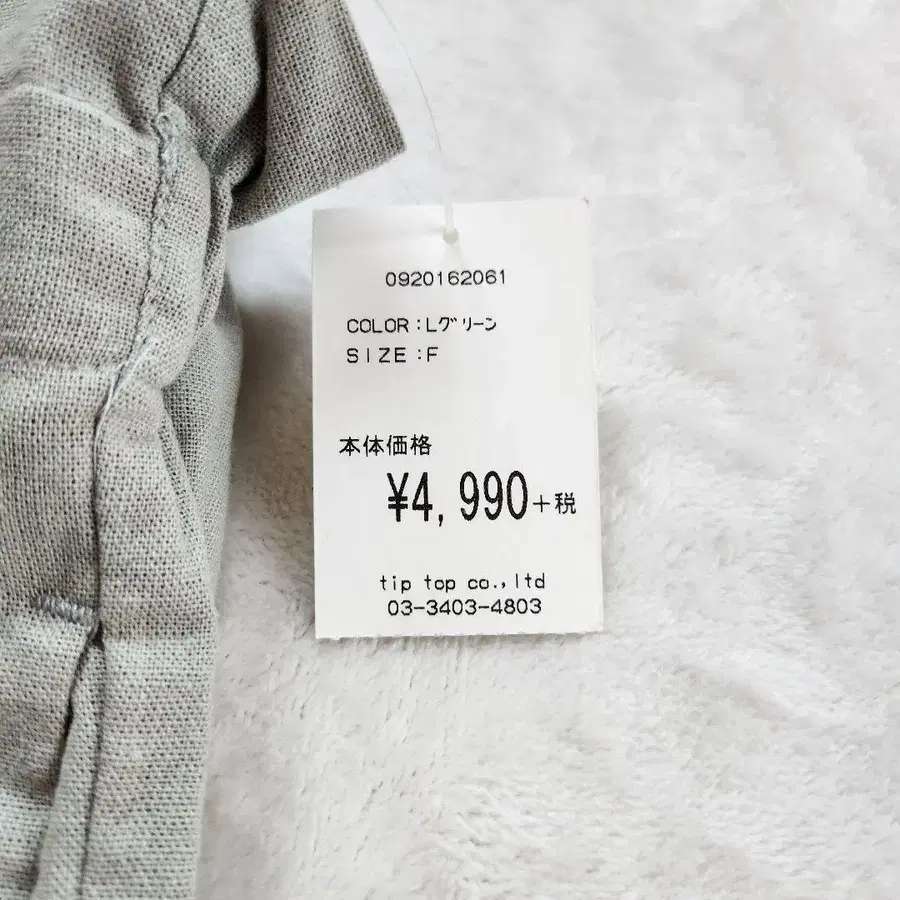 0920162061
COLOR:Lグリーン
SIZE:F
本体価格
¥4,990+税
tip top co.,ltd
03-3403-4803